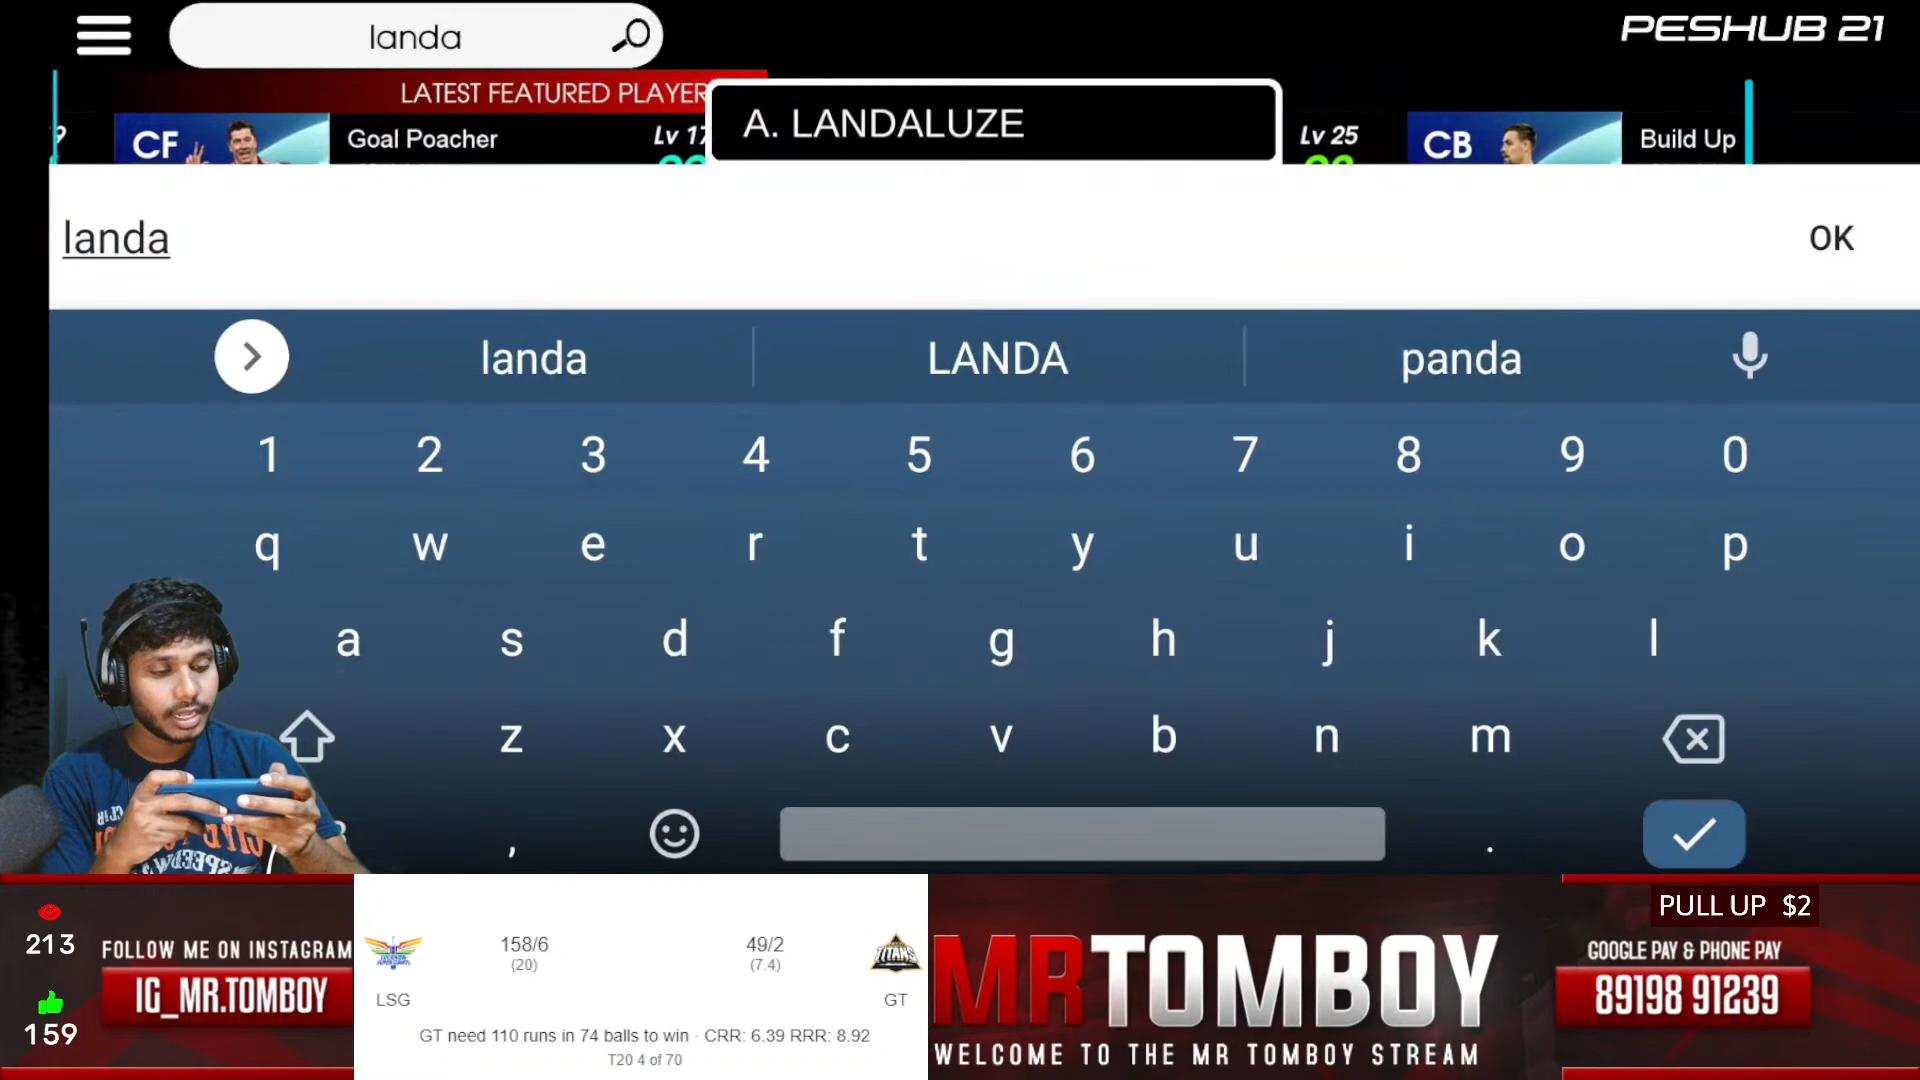 landa
PESHUB 21
LATEST FEATURED PLAYER
A. LANDALUZE
CF
Goal Poacher
Lv 17
Lv 25
CB
Build Up
landa
OK
landa
LANDA
panda
1 2 3 4 5 6 7 8 9 0
q w e r t y u i o p
a s d f g h j k l
z x c v b n m
, .
213
FOLLOW ME ON INSTAGRAM
IG_MR.TOMBOY
159
158/6
(20)
49/2
(7.4)
TITANS
LSG
GT
GT need 110 runs in 74 balls to win · CRR: 6.39 RRR: 8.92
T20 4 of 70
MRTOMBOY
WELCOME TO THE MR TOMBOY STREAM
PULL UP $2
GOOGLE PAY & PHONE PAY
89198 91239